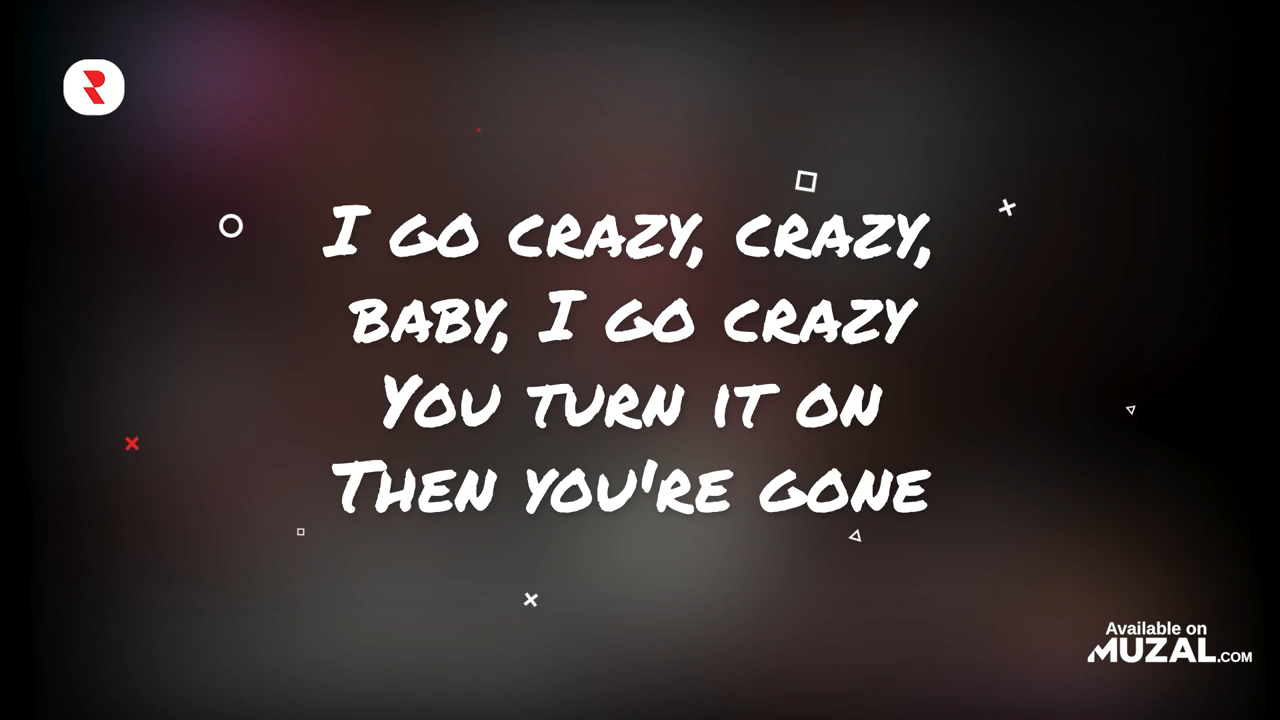 I go crazy, crazy,
baby, I go crazy
You turn it on
Then you're gone
Available on
MUZAL.COM